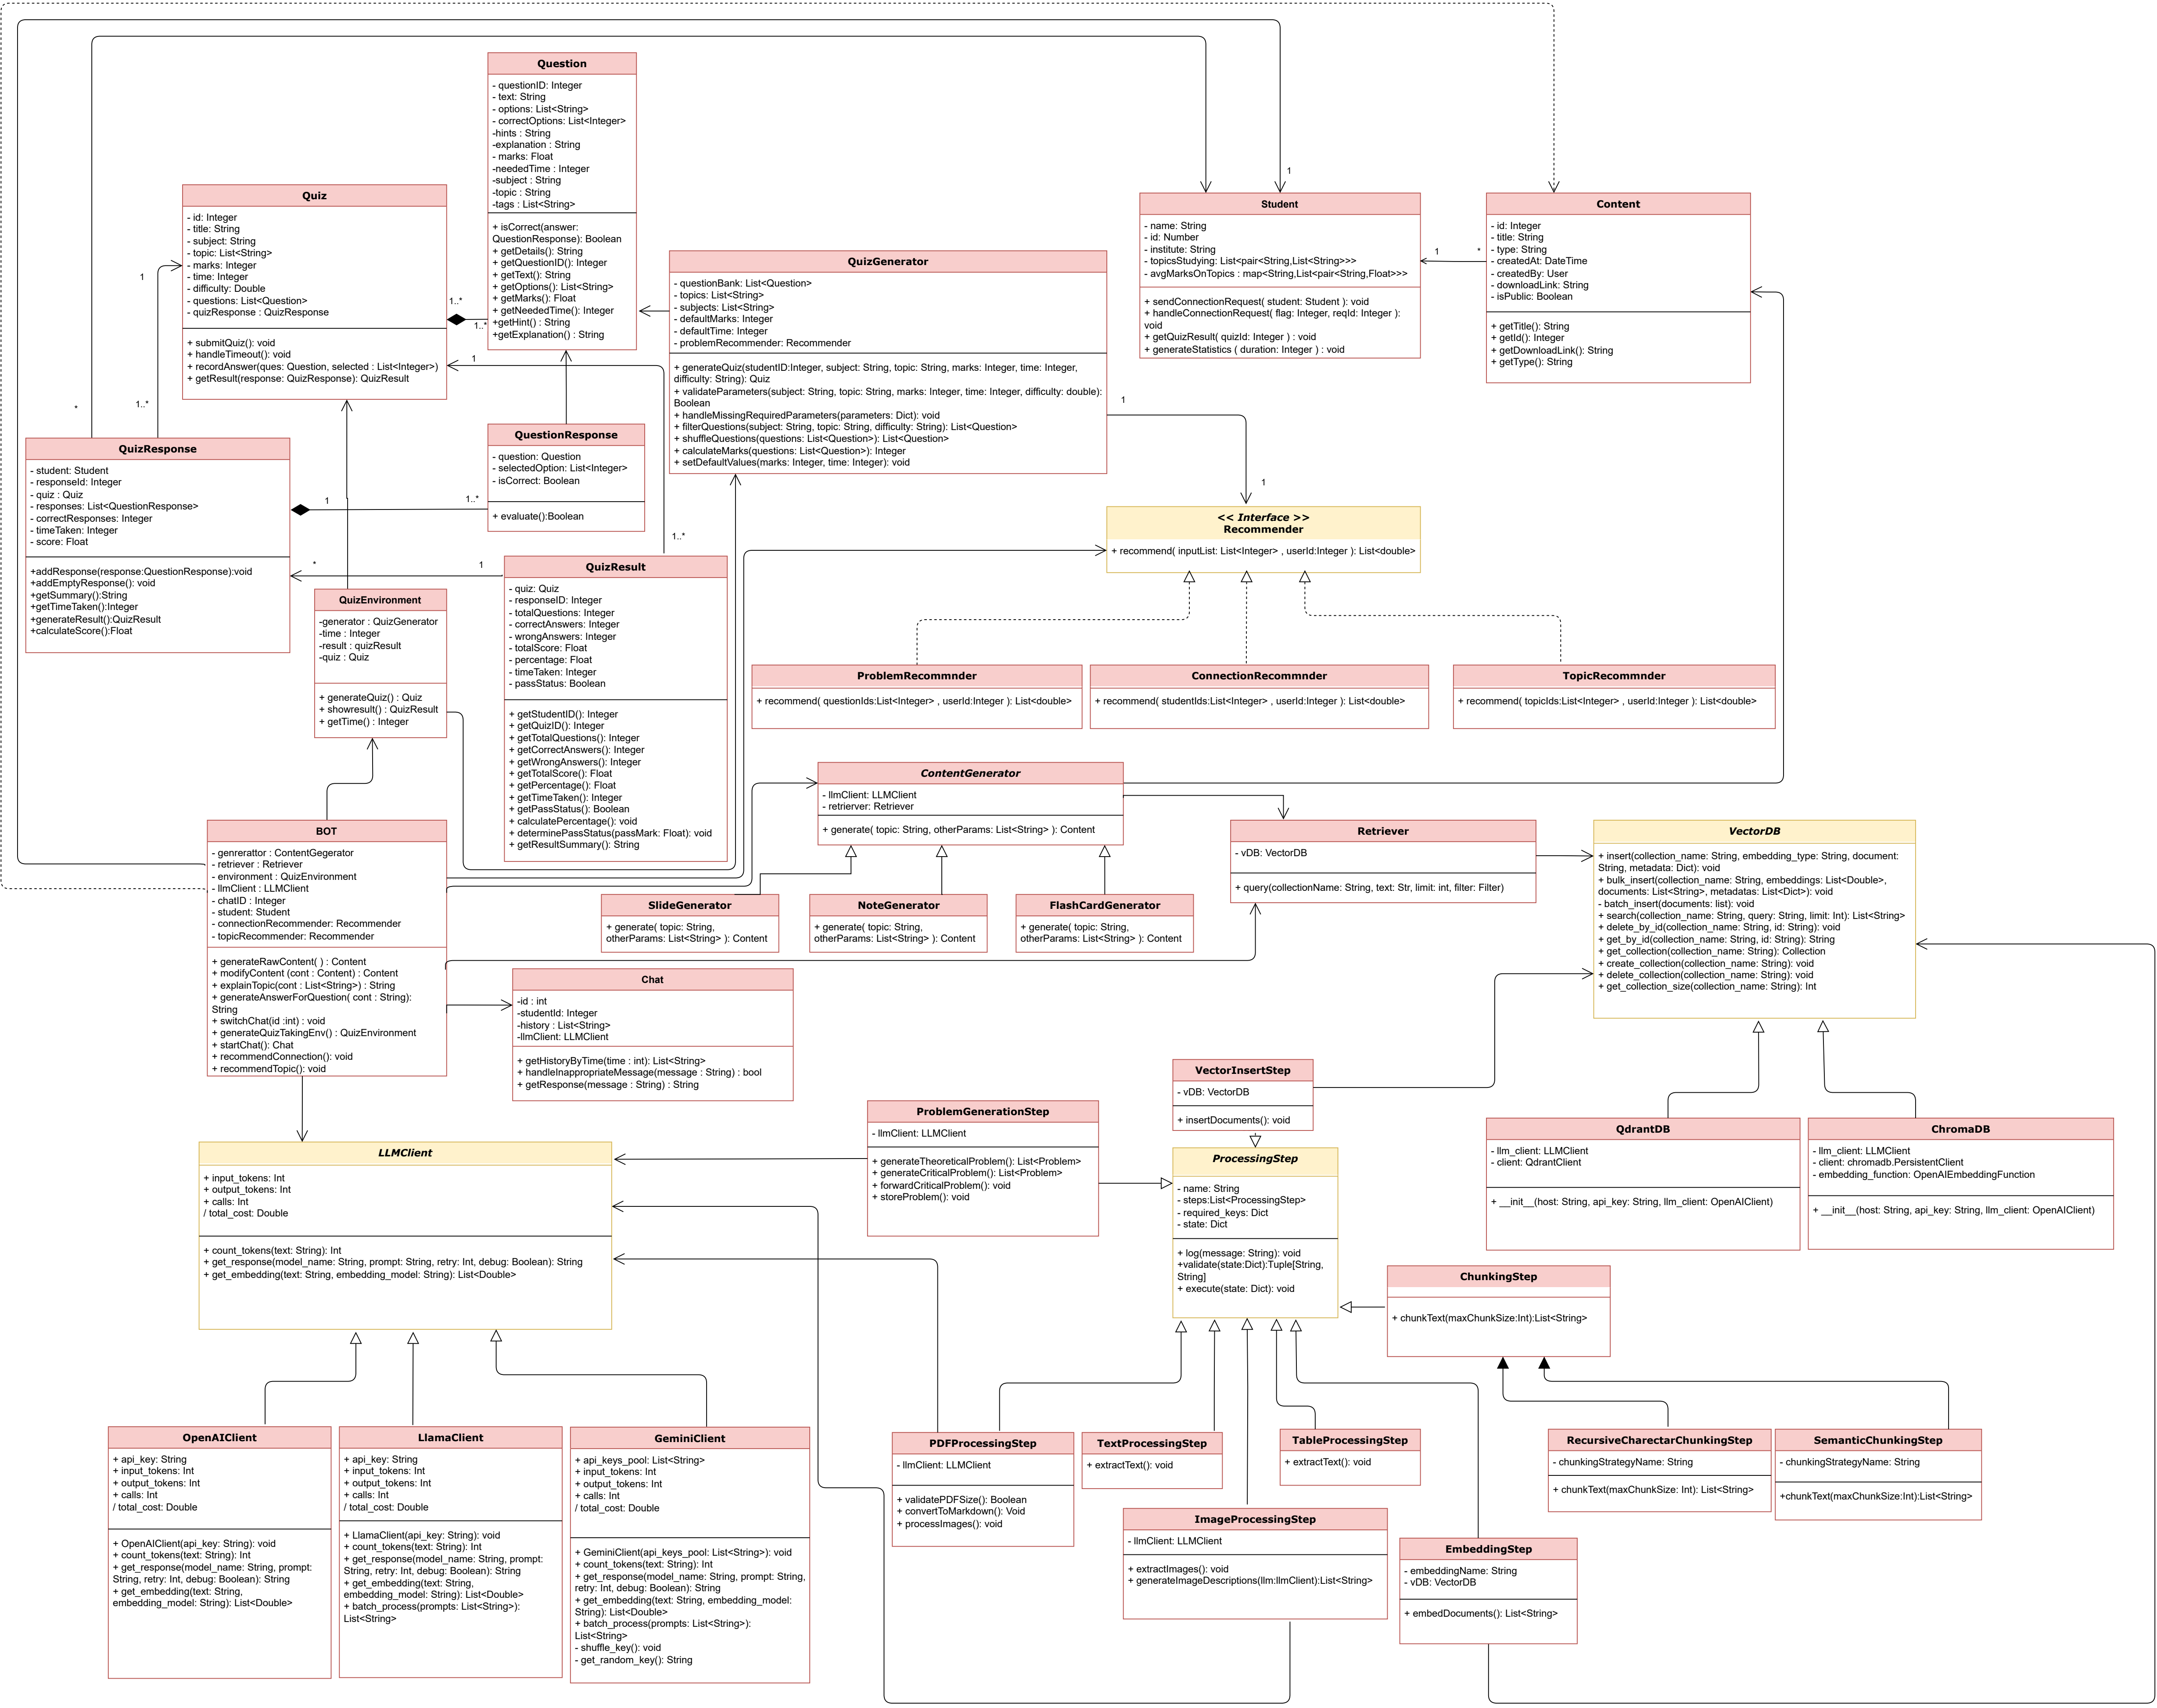 Question
- questionID: Integer
- text: String
- options: List<String>
- correctOptions: List<Integer>
-hints : String
-explanation : String
- marks: Float
-neededTime : Integer
-subject : String
-topic : String
-tags : List<String>
+ isCorrect(answer:
QuestionResponse): Boolean
+ getDetails(): String
+ getQuestionID(): Integer
+ getText(): String
+ getOptions(): List<String>
+ getMarks(): Float
+ getNeededTime(): Integer
+getHint() : String
+getExplanation() : String
Quiz
- id: Integer
- title: String
- subject: String
- topic: List<String>
- marks: Integer
- time: Integer
- difficulty: Double
- questions: List<Question>
- quizResponse : QuizResponse
+ submitQuiz(): void
+ handleTimeout(): void
+ recordAnswer(ques: Question, selected : List<Integer>)
+ getResult(response: QuizResponse): QuizResult
1..*
1..*
1
1
1..*
*
QuizGenerator
- questionBank: List<Question>
- topics: List<String>
- subjects: List<String>
- defaultMarks: Integer
- defaultTime: Integer
- problemRecommender: Recommender
+ generateQuiz(studentID:Integer, subject: String, topic: String, marks: Integer, time: Integer,
difficulty: String): Quiz
+ validateParameters(subject: String, topic: String, marks: Integer, time: Integer, difficulty: double):
Boolean
+ handleMissingRequiredParameters(parameters: Dict): void
+ filterQuestions(subject: String, topic: String, difficulty: String): List<Question>
+ shuffleQuestions(questions: List<Question>): List<Question>
+ calculateMarks(questions: List<Question>): Integer
+ setDefaultValues(marks: Integer, time: Integer): void
1
1
1
Student
- name: String
- id: Number
- institute: String
- topicsStudying: List<pair<String,List<String>>>
- avgMarksOnTopics : map<String,List<pair<String,Float>>>
+ sendConnectionRequest( student: Student ): void
+ handleConnectionRequest( flag: Integer, reqId: Integer ):
void
+ getQuizResult( quizId: Integer ) : void
+ generateStatistics ( duration: Integer ) : void
1
*
Content
- id: Integer
- title: String
- type: String
- createdAt: DateTime
- createdBy: User
- downloadLink: String
- isPublic: Boolean
+ getTitle(): String
+ getId(): Integer
+ getDownloadLink(): String
+ getType(): String
QuizResponse
- student: Student
- responseId: Integer
- quiz : Quiz
- responses: List<QuestionResponse>
- correctResponses: Integer
- timeTaken: Integer
- score: Float
+addResponse(response:QuestionResponse):void
+addEmptyResponse(): void
+getSummary():String
+getTimeTaken():Integer
+generateResult():QuizResult
+calculateScore():Float
1
1..*
*
1
QuestionResponse
- question: Question
- selectedOption: List<Integer>
- isCorrect: Boolean
+ evaluate():Boolean
1..*
<< Interface >>
Recommender
+ recommend( inputList: List<Integer> , userId:Integer ): List<double>
QuizResult
- quiz: Quiz
- responseID: Integer
- totalQuestions: Integer
- correctAnswers: Integer
- wrongAnswers: Integer
- totalScore: Float
- percentage: Float
- timeTaken: Integer
- passStatus: Boolean
+ getStudentID(): Integer
+ getQuizID(): Integer
+ getTotalQuestions(): Integer
+ getCorrectAnswers(): Integer
+ getWrongAnswers(): Integer
+ getTotalScore(): Float
+ getPercentage(): Float
+ getTimeTaken(): Integer
+ getPassStatus(): Boolean
+ calculatePercentage(): void
+ determinePassStatus(passMark: Float): void
+ getResultSummary(): String
QuizEnvironment
-generator : QuizGenerator
-time : Integer
-result : quizResult
-quiz : Quiz
+ generateQuiz() : Quiz
+ showresult() : QuizResult
+ getTime() : Integer
ProblemRecommnder
+ recommend( questionIds:List<Integer> , userId:Integer ): List<double>
ConnectionRecommnder
+ recommend( studentIds:List<Integer> , userId:Integer ): List<double>
TopicRecommnder
+ recommend( topicIds:List<Integer> , userId:Integer ): List<double>
ContentGenerator
- llmClient: LLMClient
- retrierver: Retriever
+ generate( topic: String, otherParams: List<String> ): Content
BOT
- genrerattor : ContentGegerator
- retriever : Retriever
- environment : QuizEnvironment
- llmClient : LLMClient
- chatID : Integer
- student: Student
- connectionRecommender: Recommender
- topicRecommender: Recommender
+ generateRawContent( ) : Content
+ modifyContent (cont : Content) : Content
+ explainTopic(cont : List<String>) : String
+ generateAnswerForQuestion( cont : String):
String
+ switchChat(id :int) : void
+ generateQuizTakingEnv() : QuizEnvironment
+ startChat(): Chat
+ recommendConnection(): void
+ recommendTopic(): void
SlideGenerator
+ generate( topic: String,
otherParams: List<String> ): Content
NoteGenerator
+ generate( topic: String,
otherParams: List<String> ): Content
FlashCardGenerator
+ generate( topic: String,
otherParams: List<String> ): Content
Retriever
- vDB: VectorDB
+ query(collectionName: String, text: Str, limit: int, filter: Filter)
VectorDB
+ insert(collection_name: String, embedding_type: String, document:
String, metadata: Dict): void
+ bulk_insert(collection_name: String, embeddings: List<Double>,
documents: List<String>, metadatas: List<Dict>): void
- batch_insert(documents: list): void
+ search(collection_name: String, query: String, limit: Int): List<String>
+ delete_by_id(collection_name: String, id: String): void
+ get_by_id(collection_name: String, id: String): String
+ get_collection(collection_name: String): Collection
+ create_collection(collection_name: String): void
+ delete_collection(collection_name: String): void
+ get_collection_size(collection_name: String): Int
Chat
-id : int
-studentId: Integer
-history : List<String>
-llmClient: LLMClient
+ getHistoryByTime(time : int): List<String>
+ handleInappropriateMessage(message : String) : bool
+ getResponse(message : String) : String
VectorInsertStep
- vDB: VectorDB
+ insertDocuments(): void
ProblemGenerationStep
- llmClient: LLMClient
+ generateTheoreticalProblem(): List<Problem>
+ generateCriticalProblem(): List<Problem>
+ forwardCriticalProblem(): void
+ storeProblem(): void
ProcessingStep
- name: String
- steps:List<ProcessingStep>
- required_keys: Dict
- state: Dict
+ log(message: String): void
+validate(state:Dict):Tuple[String,
String]
+ execute(state: Dict): void
QdrantDB
- llm_client: LLMClient
- client: QdrantClient
+ __init__(host: String, api_key: String, llm_client: OpenAIClient)
ChromaDB
- llm_client: LLMClient
- client: chromadb.PersistentClient
- embedding_function: OpenAIEmbeddingFunction
+ __init__(host: String, api_key: String, llm_client: OpenAIClient)
LLMClient
+ input_tokens: Int
+ output_tokens: Int
+ calls: Int
/ total_cost: Double
+ count_tokens(text: String): Int
+ get_response(model_name: String, prompt: String, retry: Int, debug: Boolean): String
+ get_embedding(text: String, embedding_model: String): List<Double>
ChunkingStep
+ chunkText(maxChunkSize:Int):List<String>
OpenAIClient
+ api_key: String
+ input_tokens: Int
+ output_tokens: Int
+ calls: Int
/ total_cost: Double
+ OpenAIClient(api_key: String): void
+ count_tokens(text: String): Int
+ get_response(model_name: String, prompt:
String, retry: Int, debug: Boolean): String
+ get_embedding(text: String,
embedding_model: String): List<Double>
LlamaClient
+ api_key: String
+ input_tokens: Int
+ output_tokens: Int
+ calls: Int
/ total_cost: Double
+ LlamaClient(api_key: String): void
+ count_tokens(text: String): Int
+ get_response(model_name: String, prompt:
String, retry: Int, debug: Boolean): String
+ get_embedding(text: String,
embedding_model: String): List<Double>
+ batch_process(prompts: List<String>):
List<String>
GeminiClient
+ api_keys_pool: List<String>
+ input_tokens: Int
+ output_tokens: Int
+ calls: Int
/ total_cost: Double
+ GeminiClient(api_keys_pool: List<String>): void
+ count_tokens(text: String): Int
+ get_response(model_name: String, prompt: String,
retry: Int, debug: Boolean): String
+ get_embedding(text: String, embedding_model:
String): List<Double>
+ batch_process(prompts: List<String>):
List<String>
- shuffle_key(): void
- get_random_key(): String
PDFProcessingStep
- llmClient: LLMClient
+ validatePDFSize(): Boolean
+ convertToMarkdown(): Void
+ processImages(): void
TextProcessingStep
+ extractText(): void
TableProcessingStep
+ extractText(): void
ImageProcessingStep
- llmClient: LLMClient
+ extractImages(): void
+ generateImageDescriptions(llm:llmClient):List<String>
EmbeddingStep
- embeddingName: String
- vDB: VectorDB
+ embedDocuments(): List<String>
RecursiveCharectarChunkingStep
- chunkingStrategyName: String
+ chunkText(maxChunkSize: Int): List<String>
SemanticChunkingStep
- chunkingStrategyName: String
+chunkText(maxChunkSize:Int):List<String>